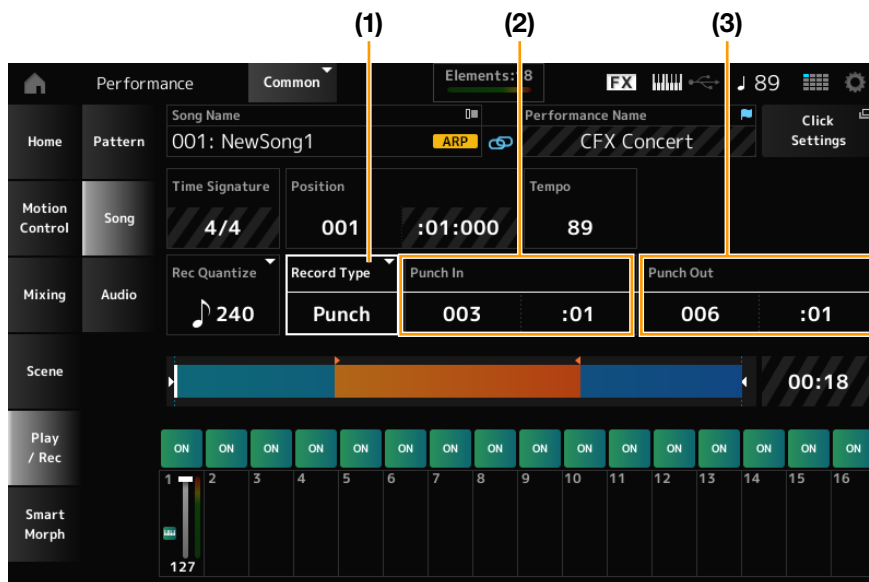 (1) (2) (3)
Performance Common Elements:18 FX 89
Home Pattern Song Name Performance Name Click Settings
001: NewSong1 ARP CFX Concert
Motion Control Song Time Signature Position Tempo
4/4 001 :01:000 89
Mixing Audio Rec Quantize Record Type Punch In Punch Out
240 Punch 003 :01 006 :01
Scene
00:18
Play / Rec
ON ON ON ON ON ON ON ON ON ON ON ON ON ON ON ON
1 2 3 4 5 6 7 8 9 10 11 12 13 14 15 16
Smart Morph
127